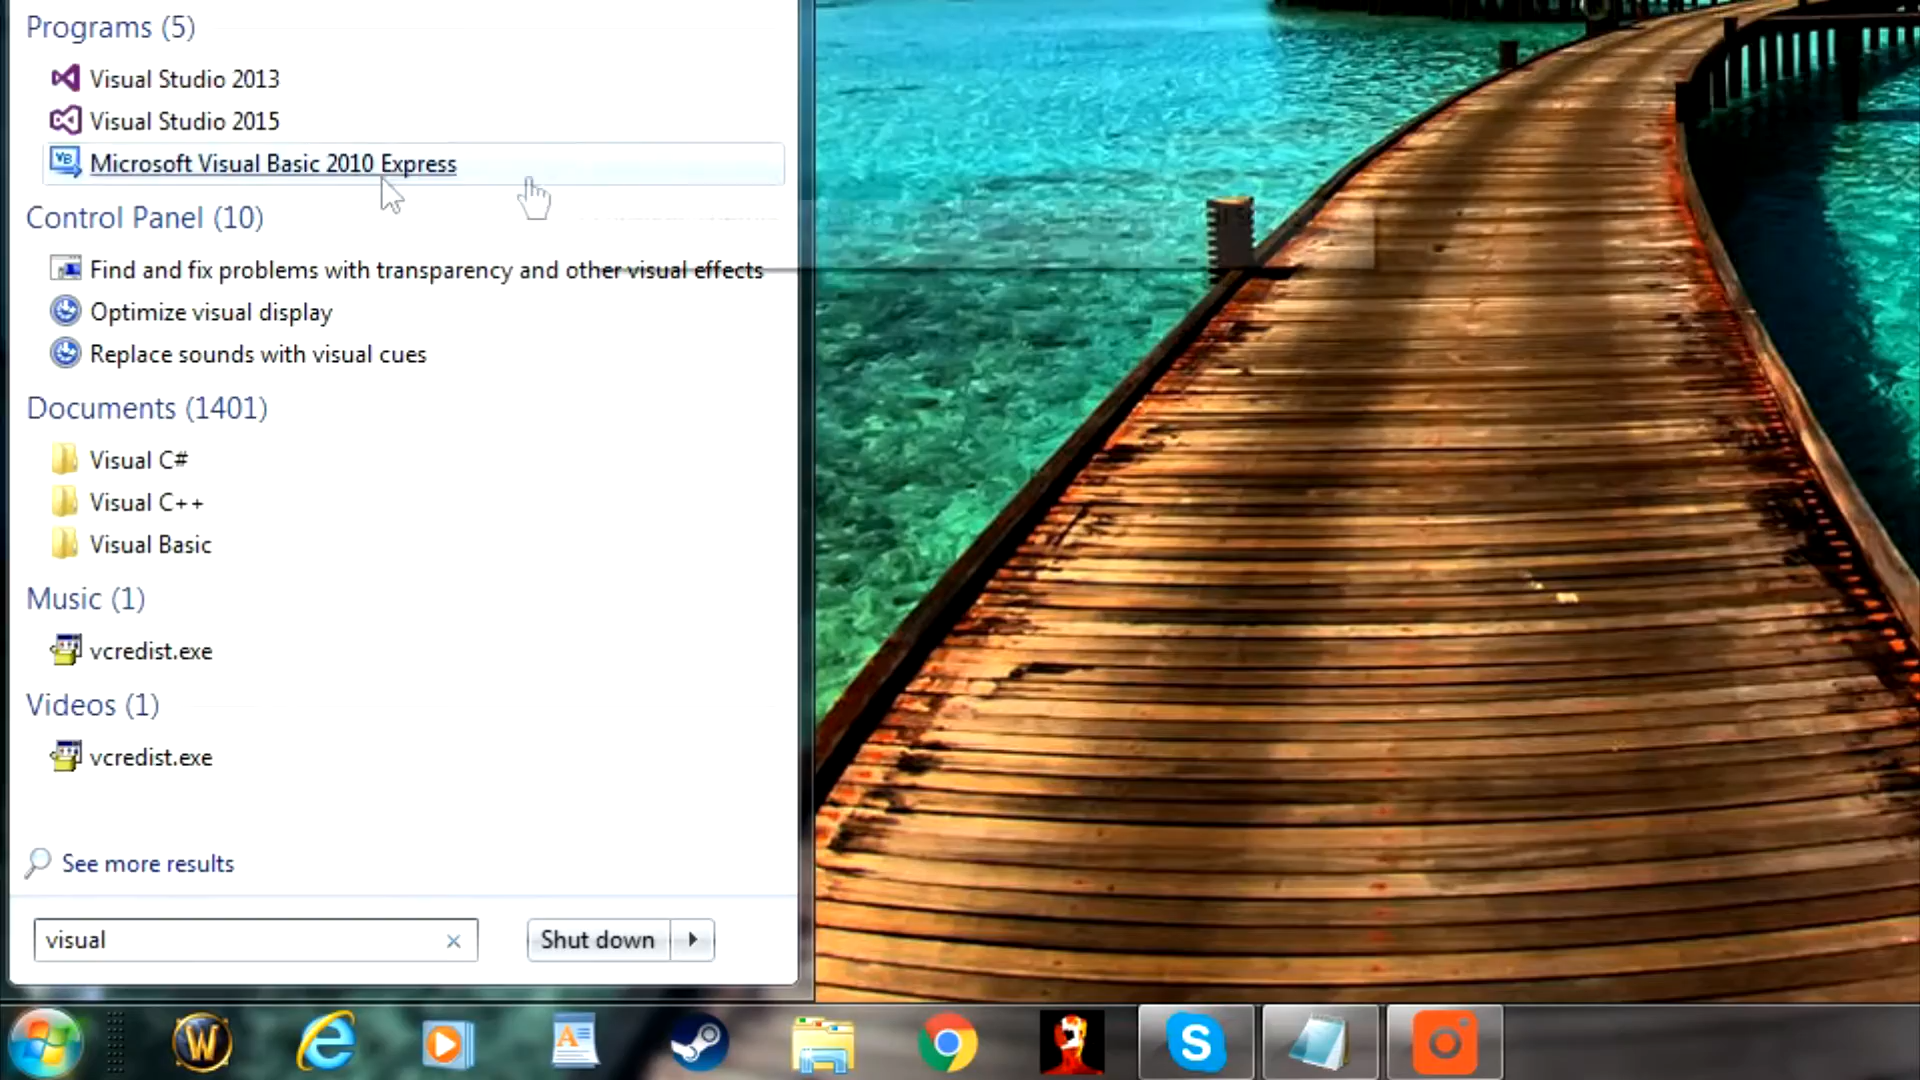 Programs (5)
Visual Studio 2013
Visual Studio 2015
Microsoft Visual Basic 2010 Express
Control Panel (10)
Find and fix problems with transparency and other visual effects
Optimize visual display
Replace sounds with visual cues
Documents (1401)
Visual C#
Visual C++
Visual Basic
Music (1)
vcredist.exe
Videos (1)
vcredist.exe
See more results
visual
Shut down